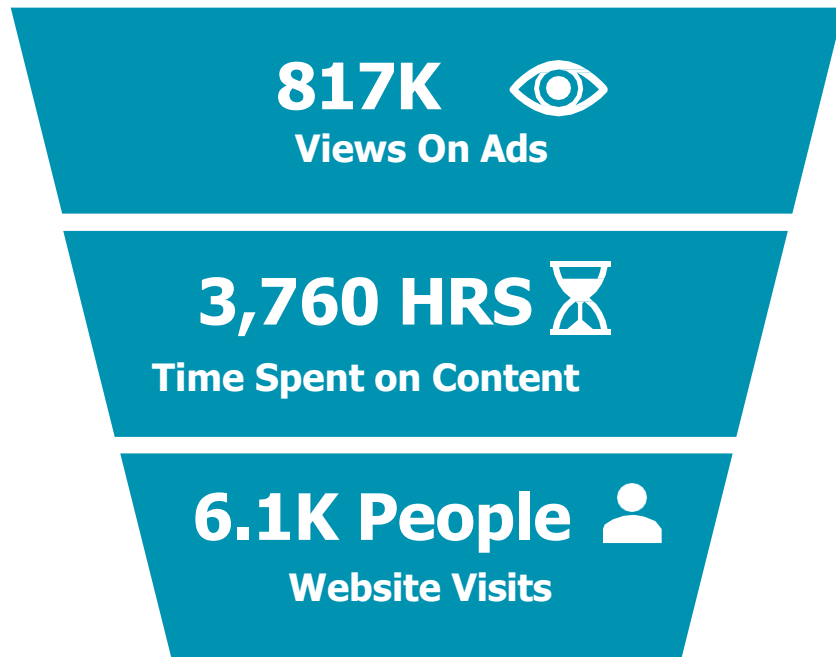 817K
Views On Ads
3,760 HRS
Time Spent on Content
6.1K People
Website Visits